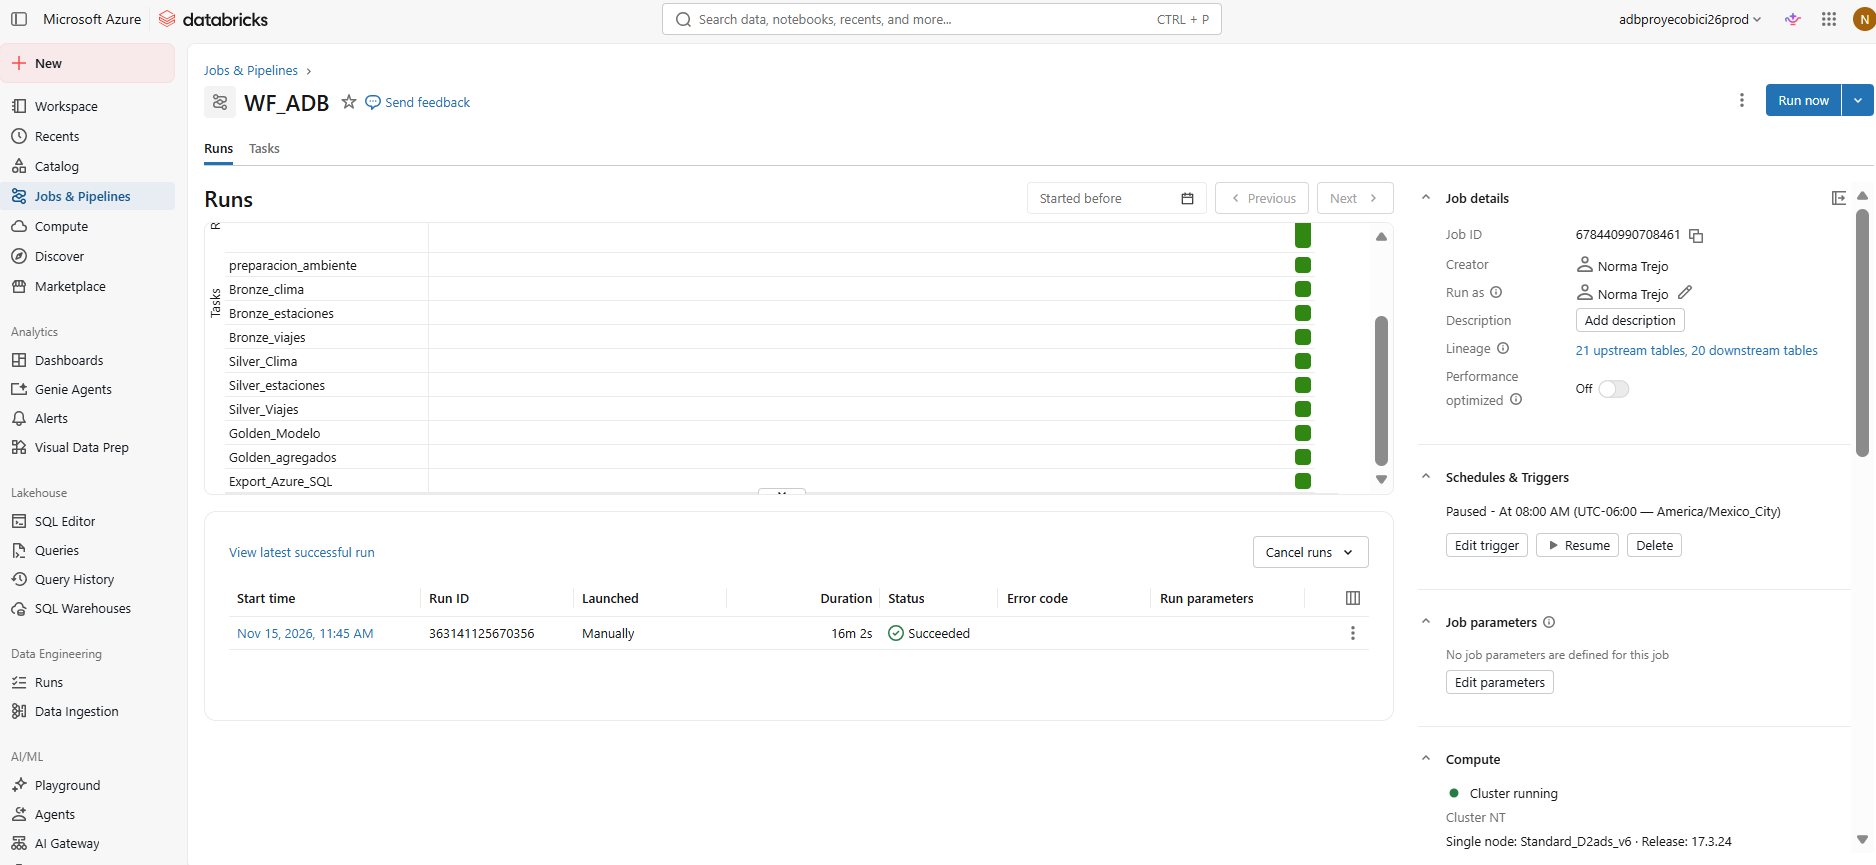 Microsoft Azure databricks
Search data, notebooks, recents, and more... CTRL + P
adbproyecobici26prod
N
New
Workspace
Recents
Catalog
Jobs & Pipelines
Compute
Discover
Marketplace
Analytics
Dashboards
Genie Agents
Alerts
Visual Data Prep
Lakehouse
SQL Editor
Queries
Query History
SQL Warehouses
Data Engineering
Runs
Data Ingestion
AI/ML
Playground
Agents
AI Gateway
Jobs & Pipelines
WF_ADB
Send feedback
Run now
Runs Tasks
Runs
Started before
Previous
Next
R
Tasks
preparacion_ambiente
Bronze_clima
Bronze_estaciones
Bronze_viajes
Silver_Clima
Silver_estaciones
Silver_Viajes
Golden_Modelo
Golden_agregados
Export_Azure_SQL
View latest successful run
Cancel runs
Start time Run ID Launched Duration Status Error code Run parameters
Nov 15, 2026, 11:45 AM 363141125670356 Manually 16m 2s Succeeded
Job details
Job ID 678440990708461
Creator Norma Trejo
Run as Norma Trejo
Description Add description
Lineage 21 upstream tables, 20 downstream tables
Performance
optimized Off
Schedules & Triggers
Paused - At 08:00 AM (UTC-06:00 — America/Mexico_City)
Edit trigger Resume Delete
Job parameters
No job parameters are defined for this job
Edit parameters
Compute
Cluster running
Cluster NT
Single node: Standard_D2ads_v6 · Release: 17.3.24